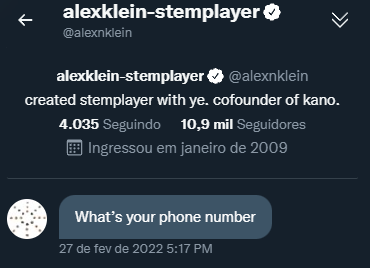 alexklein-stemplayer
@alexnklein
alexklein-stemplayer @alexnklein
created stemplayer with ye. cofounder of kano.
4.035 Seguindo 10,9 mil Seguidores
Ingressou em janeiro de 2009
What's your phone number
27 de fev de 2022 5:17 PM